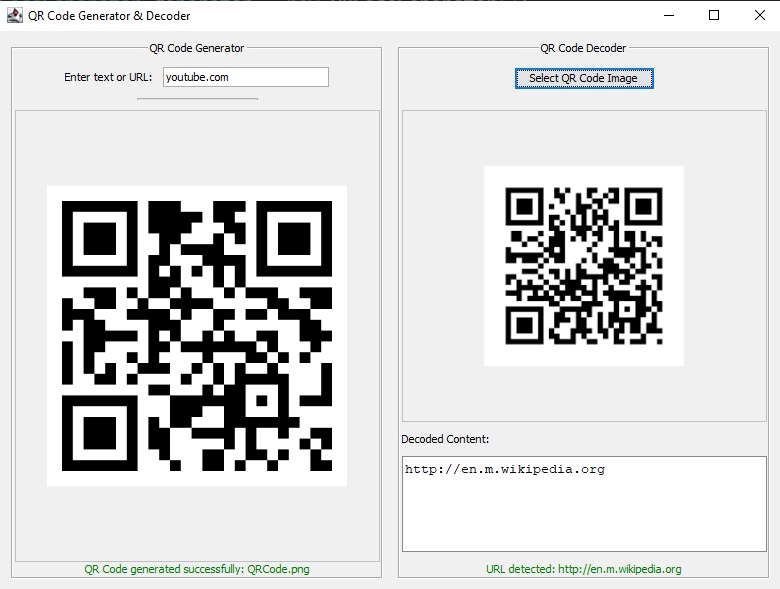 QR Code Generator & Decoder
QR Code Generator
Enter text or URL:
youtube.com
QR Code generated successfully: QRCode.png
QR Code Decoder
Select QR Code Image
Decoded Content:
http://en.m.wikipedia.org
URL detected: http://en.m.wikipedia.org